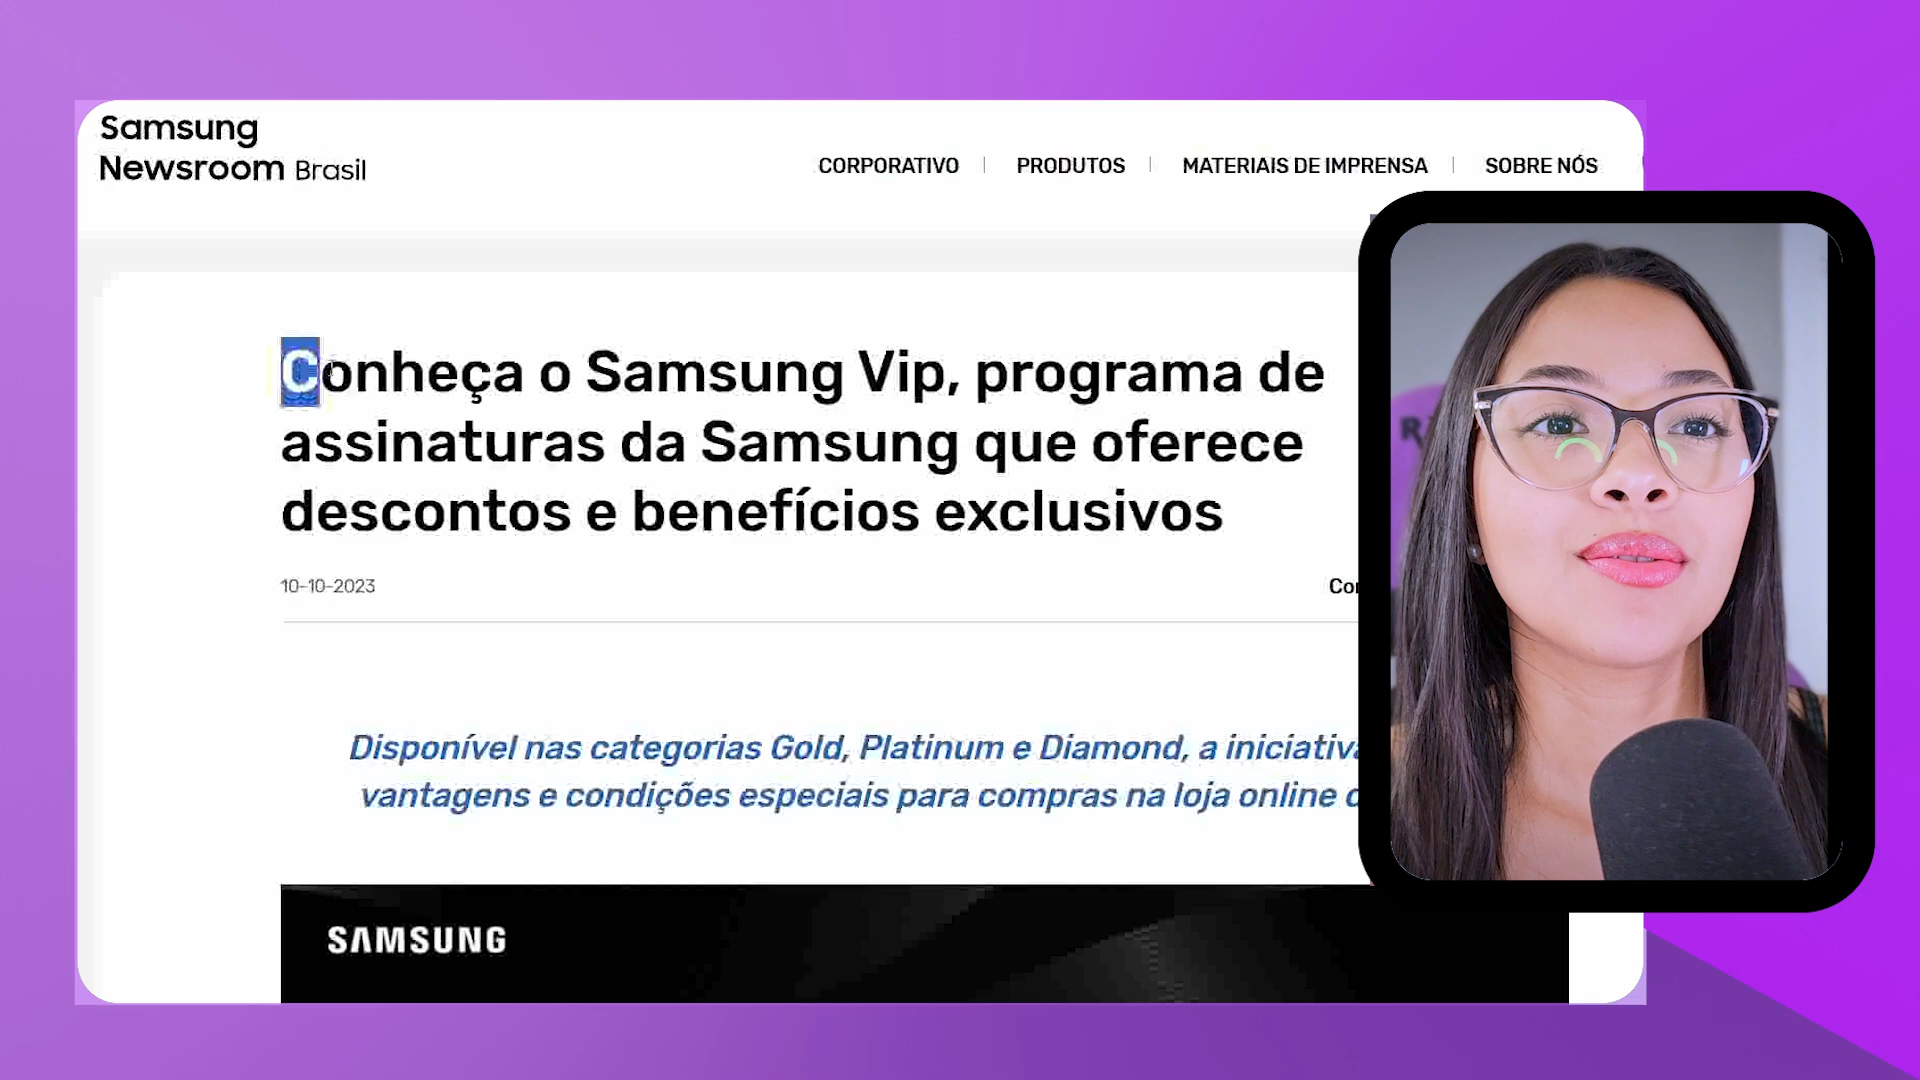 Samsung
Newsroom Brasil
CORPORATIVO
PRODUTOS
MATERIAIS DE IMPRENSA
SOBRE NÓS
Conheça o Samsung Vip, programa de
assinaturas da Samsung que oferece
descontos e benefícios exclusivos
10-10-2023
Disponível nas categorias Gold, Platinum e Diamond, a iniciativa
vantagens e condições especiais para compras na loja online
SAMSUNG